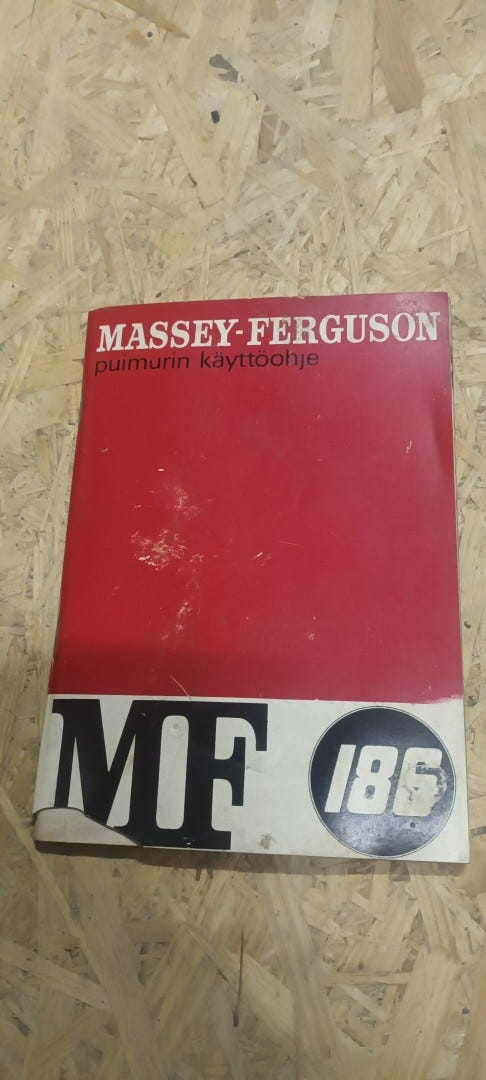 MASSEY-FERGUSON
puimurin käyttöohje
MF
186